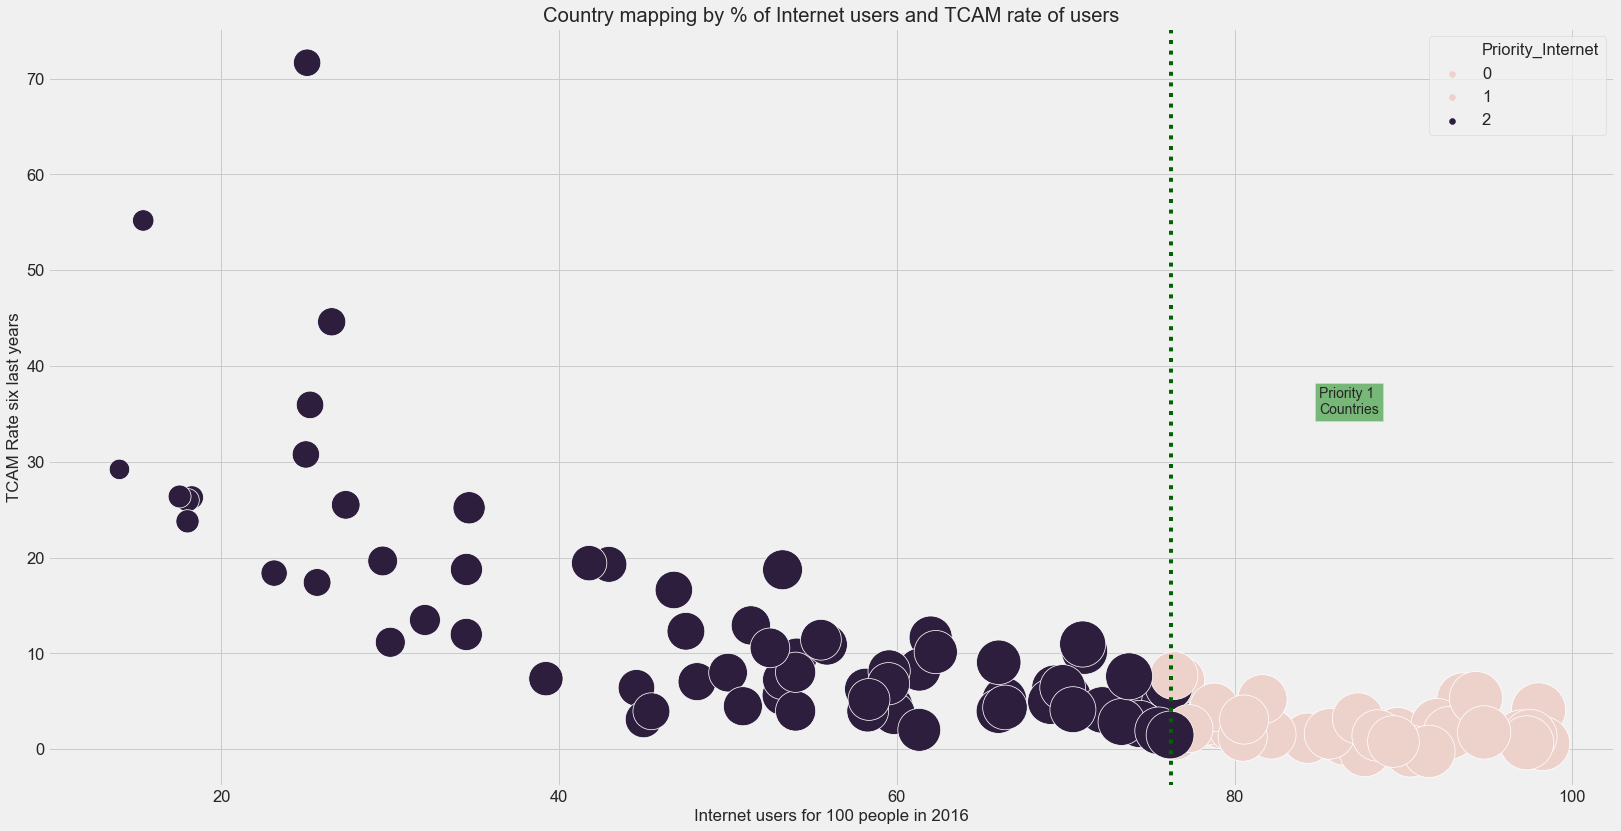 Country mapping by % of Internet users and TCAM rate of users
Priority_Internet
0
1
2
70
60
50
40
30
20
10
0
TCAM Rate six last years
Priority 1
Countries
20
40
60
80
100
Internet users for 100 people in 2016